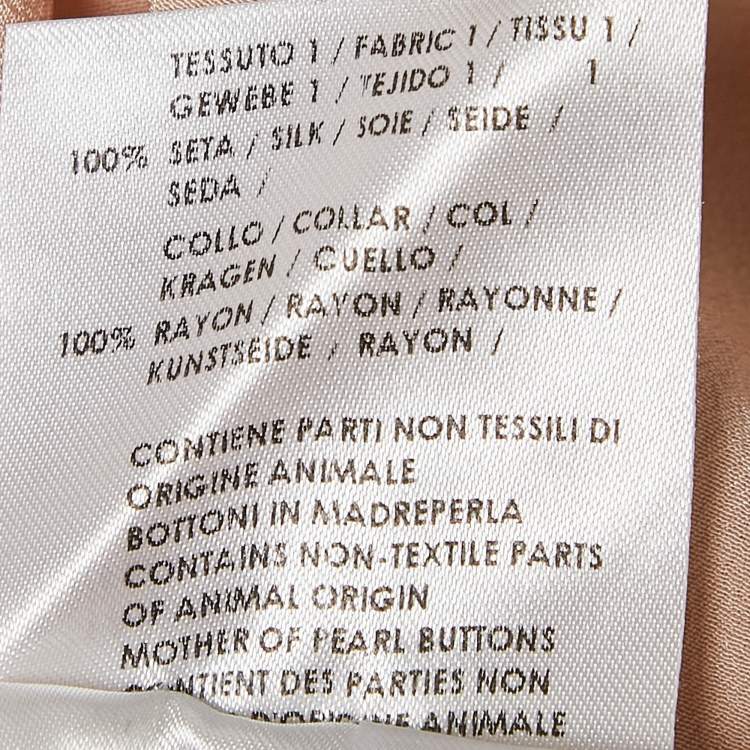 TESSUTO 1 / FABRIC 1 / TISSU 1 /
GEWEBE 1 / TEJIDO 1 / 1
100% SETA / SILK / SOIE / SEIDE /
SEDA /
COLLO / COLLAR / COL /
KRAGEN / CUELLO /
100% RAYON / RAYON / RAYONNE /
KUNSTSEIDE / RAYON /
CONTIENE PARTI NON TESSILI DI
ORIGINE ANIMALE
BOTTONI IN MADREPERLA
CONTAINS NON-TEXTILE PARTS
OF ANIMAL ORIGIN
MOTHER OF PEARL BUTTONS
CONTIENT DES PARTIES NON
D'ORIGINE ANIMALE